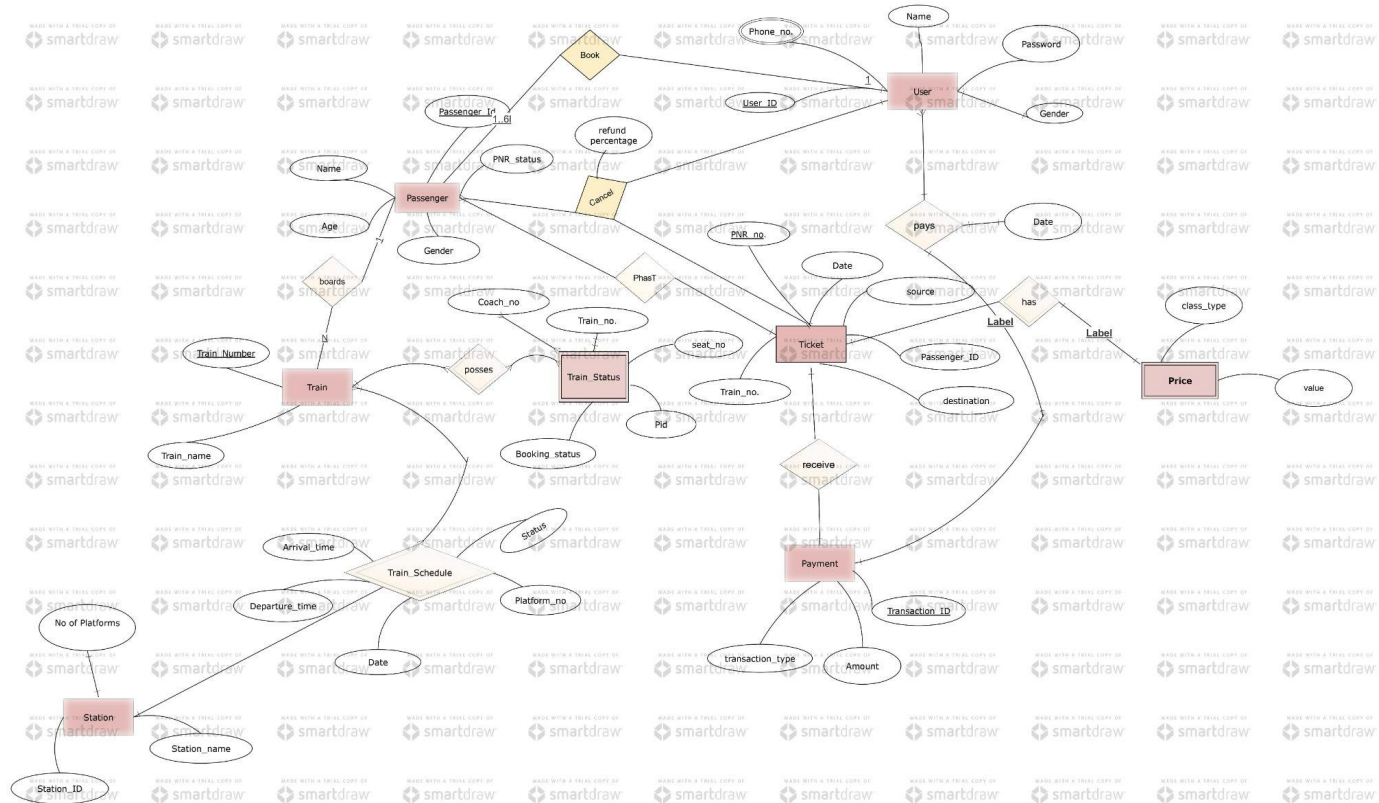 Name
Phone_no.
Password
Book
1
User
User_ID
Gender
Passenger_Id
1..6
refund
percentage
PNR_status
Name
Passenger
Cancel
Age
Gender
PNR_no.
pays
Date
boards
PhasT
Date
source
has
class_type
Coach_no
Train_no.
Label
Label
Train_Number
seat_no
Ticket
Passenger_ID
posses
Train_Status
Train
Price
value
Train_no.
destination
Pid
Train_name
Booking_status
receive
Status
Arrival_time
Payment
Train_Schedule
Departure_time
Platform_no
Transaction_ID
No of Platforms
Date
transaction_type
Amount
Station
Station_name
Station_ID
N
1
MADE WITH A TRIAL COPY OF
smartdraw